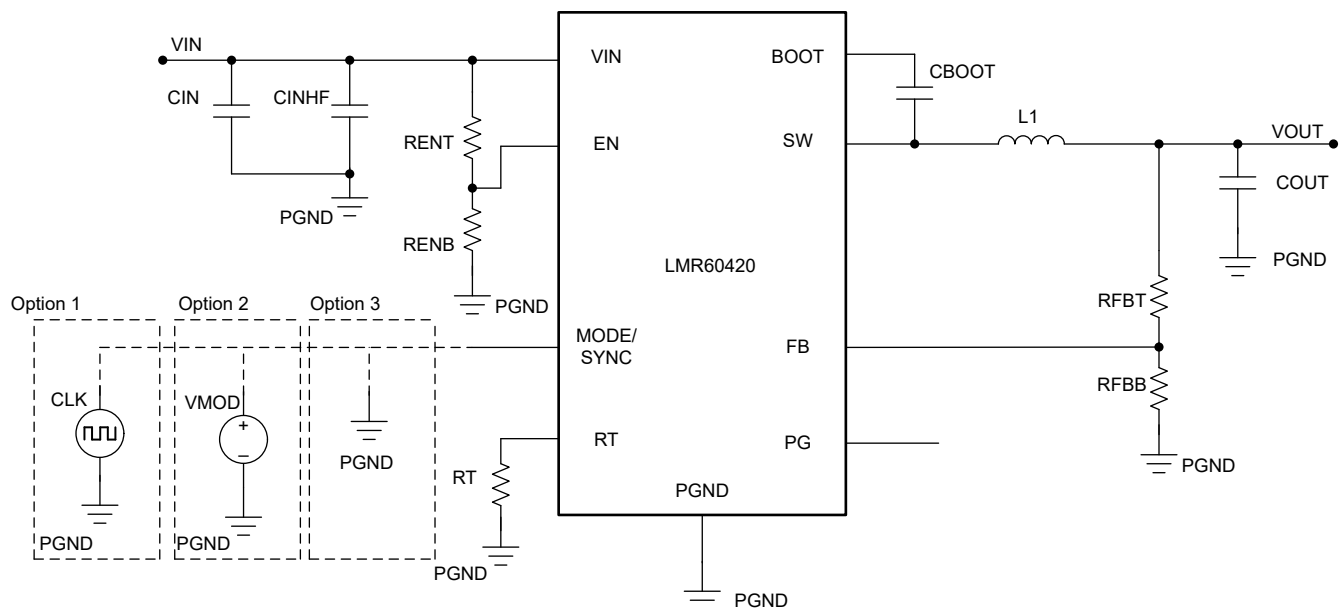 VIN
CIN
CINHF
PGND
RENT
RENB
PGND
VIN
EN
MODE/
SYNC
RT
BOOT
SW
FB
PG
LMR60420
PGND
PGND
CBOOT
L1
VOUT
COUT
PGND
RFBT
RFBB
PGND
Option 1
Option 2
Option 3
CLK
PGND
VMOD
+
−
PGND
PGND
RT
PGND